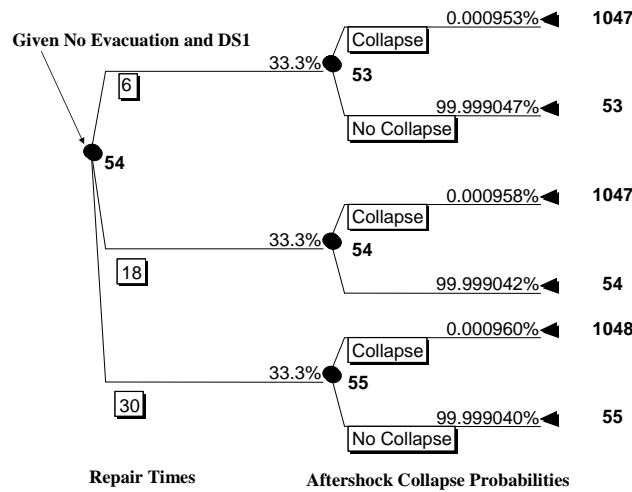 0.000953% 1047
Given No Evacuation and DS1
Collapse
33.3%
6
53
99.999047% 53
No Collapse
54
0.000958% 1047
Collapse
33.3%
54
18
99.999042% 54
0.000960% 1048
Collapse
33.3%
55
30
99.999040% 55
No Collapse
Repair Times Aftershock Collapse Probabilities